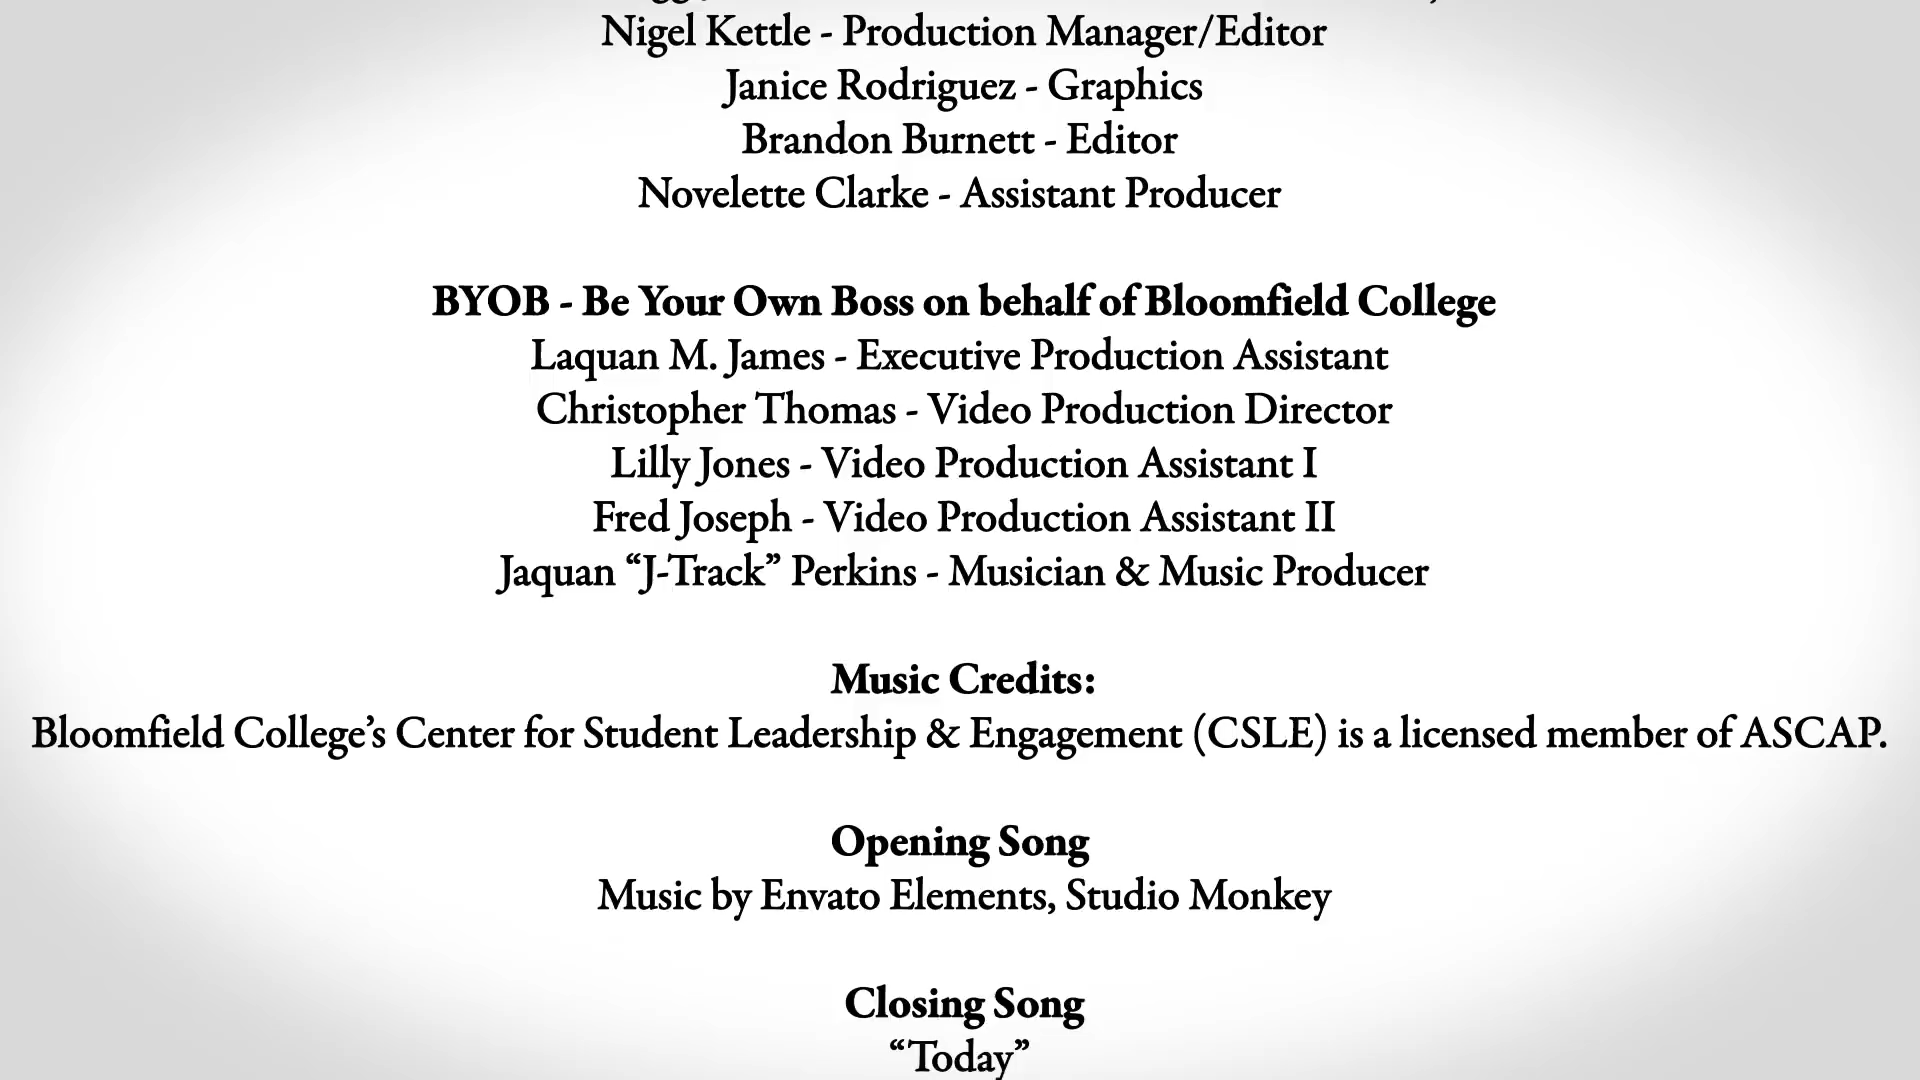 Nigel Kettle - Production Manager/Editor
Janice Rodriguez - Graphics
Brandon Burnett - Editor
Novelette Clarke - Assistant Producer
BYOB - Be Your Own Boss on behalf of Bloomfield College
Laquan M. James - Executive Production Assistant
Christopher Thomas - Video Production Director
Lilly Jones - Video Production Assistant I
Fred Joseph - Video Production Assistant II
Jaquan “J-Track” Perkins - Musician & Music Producer
Music Credits:
Bloomfield College’s Center for Student Leadership & Engagement (CSLE) is a licensed member of ASCAP.
Opening Song
Music by Envato Elements, Studio Monkey
Closing Song
“Today”